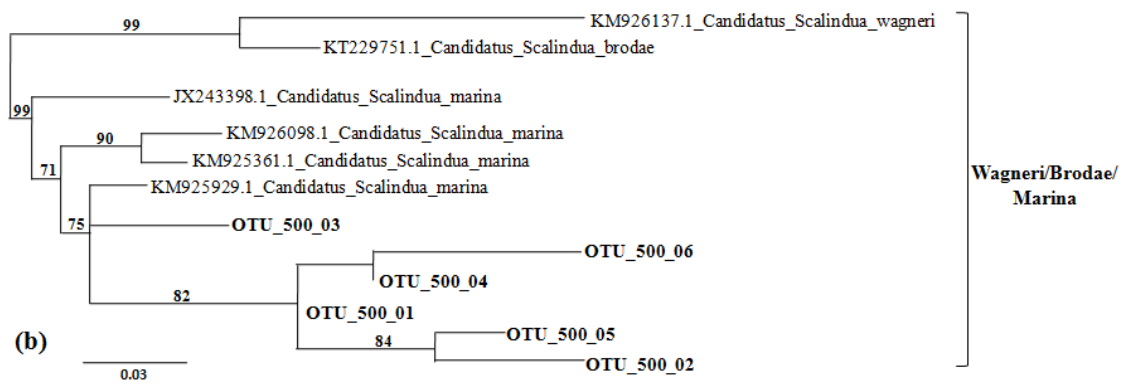 99
KM926137.1_Candidatus_Scalindua_wagneri
KT229751.1_Candidatus_Scalindua_brodae
JX243398.1_Candidatus_Scalindua_marina
99
90
KM926098.1_Candidatus_Scalindua_marina
KM925361.1_Candidatus_Scalindua_marina
71
KM925929.1_Candidatus_Scalindua_marina
Wagneri/Brodae/
Marina
75
OTU_500_03
OTU_500_06
OTU_500_04
82
OTU_500_01
OTU_500_05
84
OTU_500_02
(b)
0.03